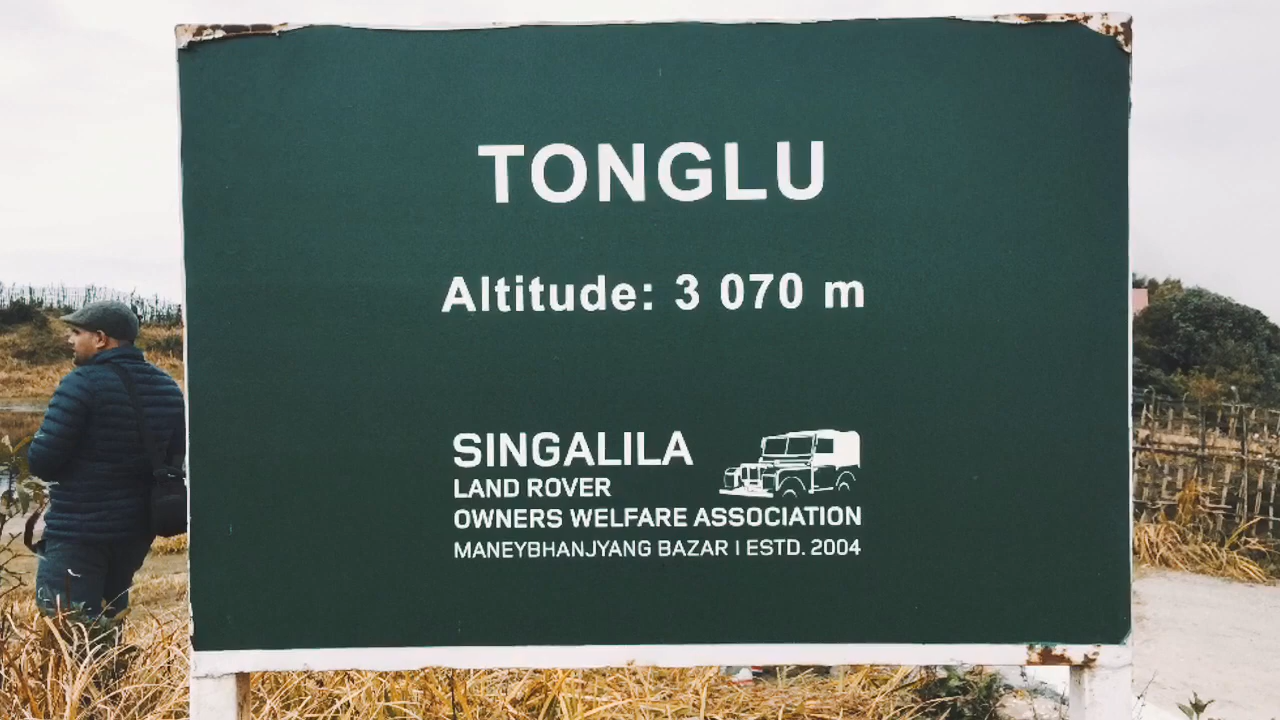 TONGLU
Altitude: 3 070 m
SINGALILA
LAND ROVER
OWNERS WELFARE ASSOCIATION
MANEYBHANJYANG BAZAR | ESTD. 2004